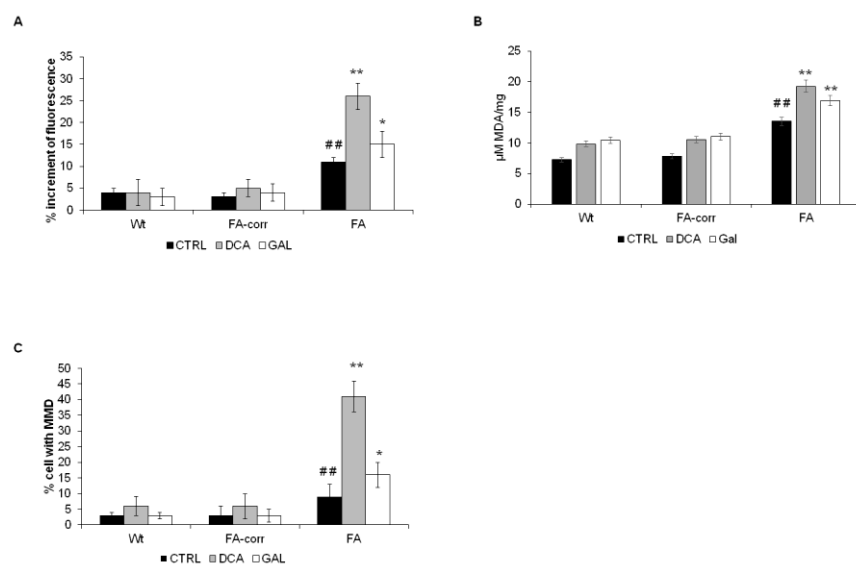 A
% increment of fluorescence
35
30
25
20
15
10
5
0
##
**
*
Wt
FA-corr
FA
CTRL DCA GAL
B
µM MDA/mg
25
20
15
10
5
0
##
**
**
Wt
FA-corr
FA
CTRL DCA Gal
C
% cell with MMD
50
45
40
35
30
25
20
15
10
5
0
##
**
*
Wt
FA-corr
FA
CTRL DCA GAL